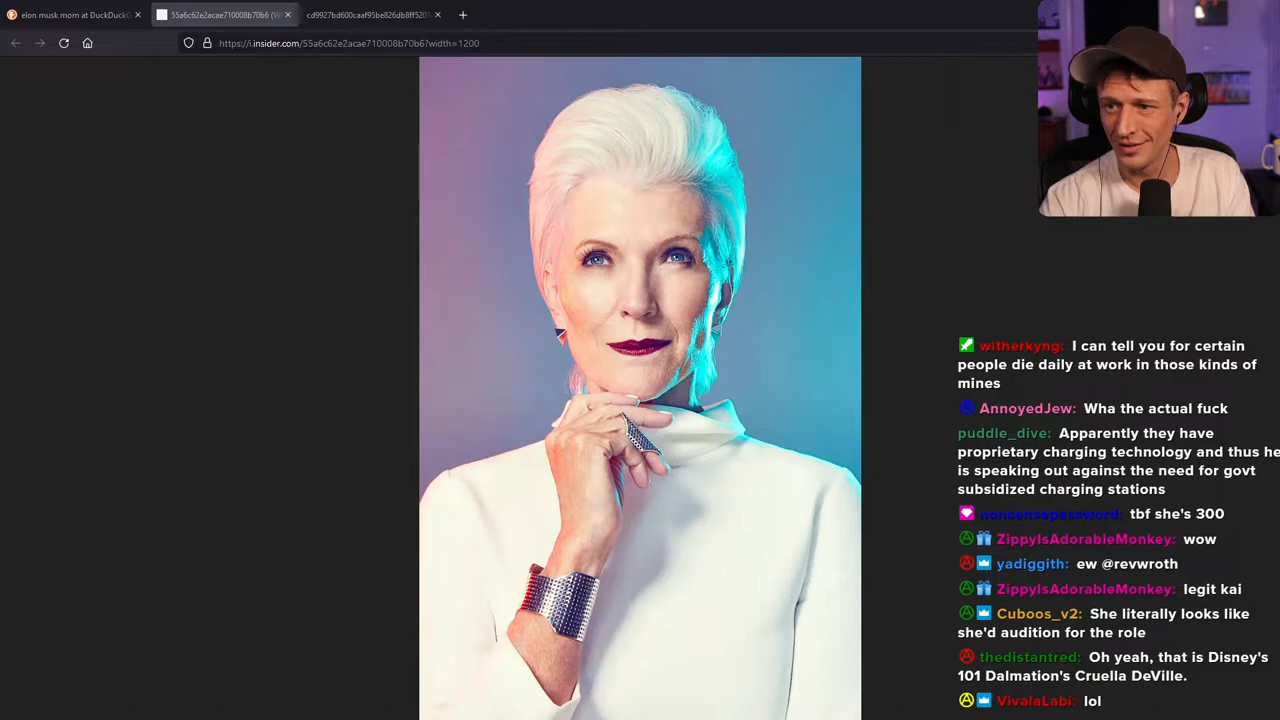 elon musk mom at DuckDuckG
55a6c62e2acae710008b70b6 (W
cd9927bd600caaf95be826db8ff5201
https://i.insider.com/55a6c62e2acae710008b70b6?width=1200
witherkyng: I can tell you for certain
people die daily at work in those kinds of
mines
AnnoyedJew: Wha the actual fuck
puddle_dive: Apparently they have
proprietary charging technology and thus he
is speaking out against the need for govt
subsidized charging stations
nonsensepassword: tbf she's 300
ZippyIsAdorableMonkey: wow
yadiggith: ew @revwroth
ZippyIsAdorableMonkey: legit kai
Cuboos_v2: She literally looks like
she'd audition for the role
thedistantred: Oh yeah, that is Disney's
101 Dalmation's Cruella DeVille.
VivalaLabi: lol